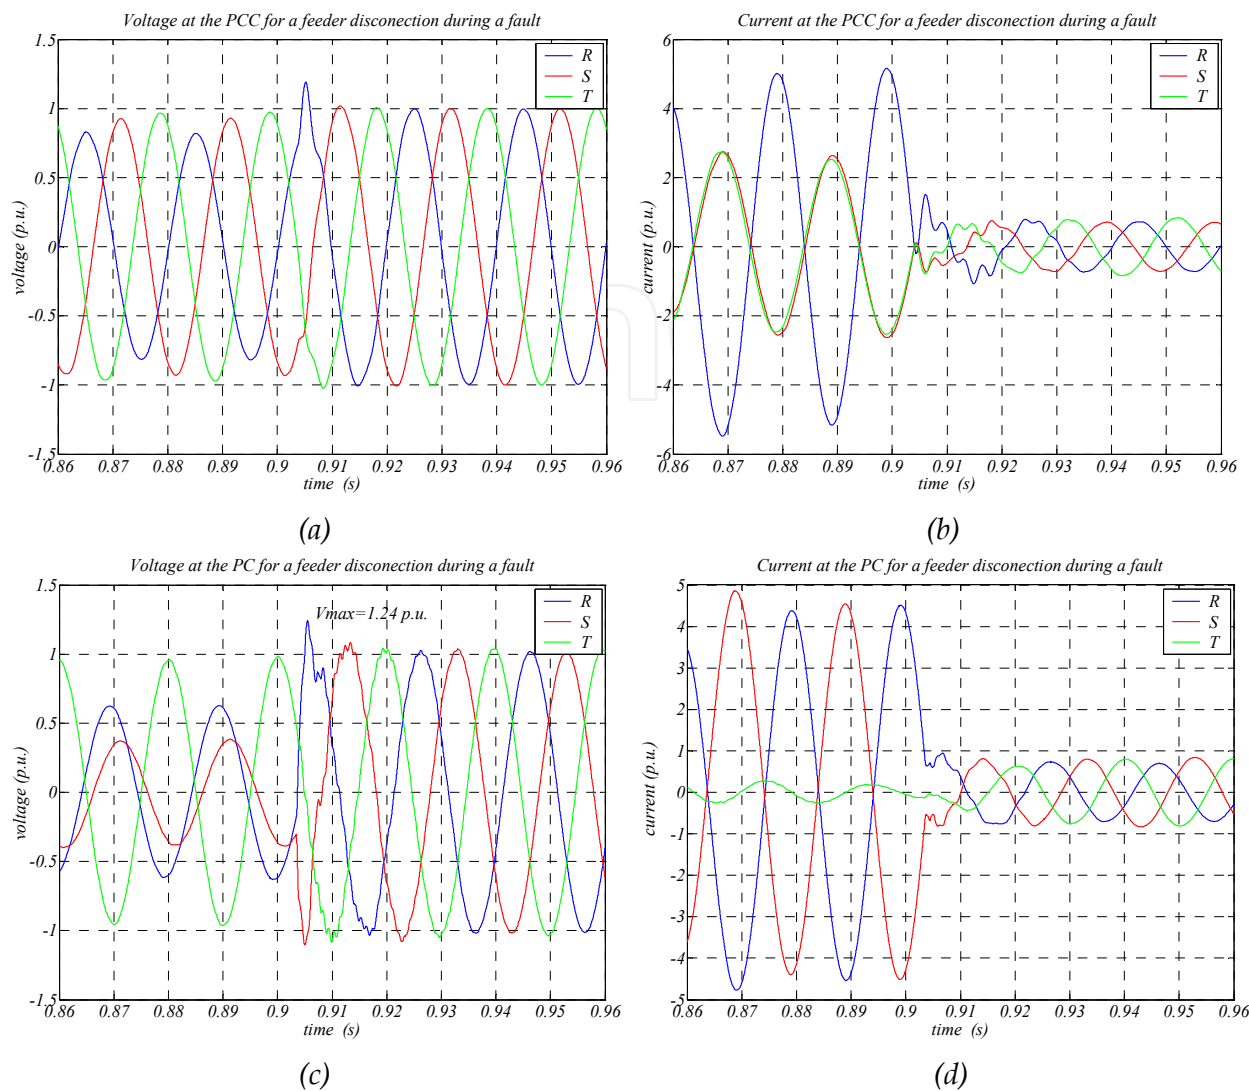 Voltage at the PCC for a feeder disconection during a fault
1.5
1
0.5
0
-0.5
-1
-1.5
voltage (p.u.)
R
S
T
0.86 0.87 0.88 0.89 0.9 0.91 0.92 0.93 0.94 0.95 0.96
time (s)
(a)
Current at the PCC for a feeder disconection during a fault
6
4
2
0
-2
-4
-6
current (p.u.)
R
S
T
0.86 0.87 0.88 0.89 0.9 0.91 0.92 0.93 0.94 0.95 0.96
time (s)
(b)
Voltage at the PC for a feeder disconection during a fault
1.5
1
0.5
0
-0.5
-1
-1.5
voltage (p.u.)
Vmax=1.24 p.u.
R
S
T
0.86 0.87 0.88 0.89 0.9 0.91 0.92 0.93 0.94 0.95 0.96
time (s)
(c)
Current at the PC for a feeder disconection during a fault
5
4
3
2
1
0
-1
-2
-3
-4
-5
current (p.u.)
R
S
T
0.86 0.87 0.88 0.89 0.9 0.91 0.92 0.93 0.94 0.95 0.96
time (s)
(d)